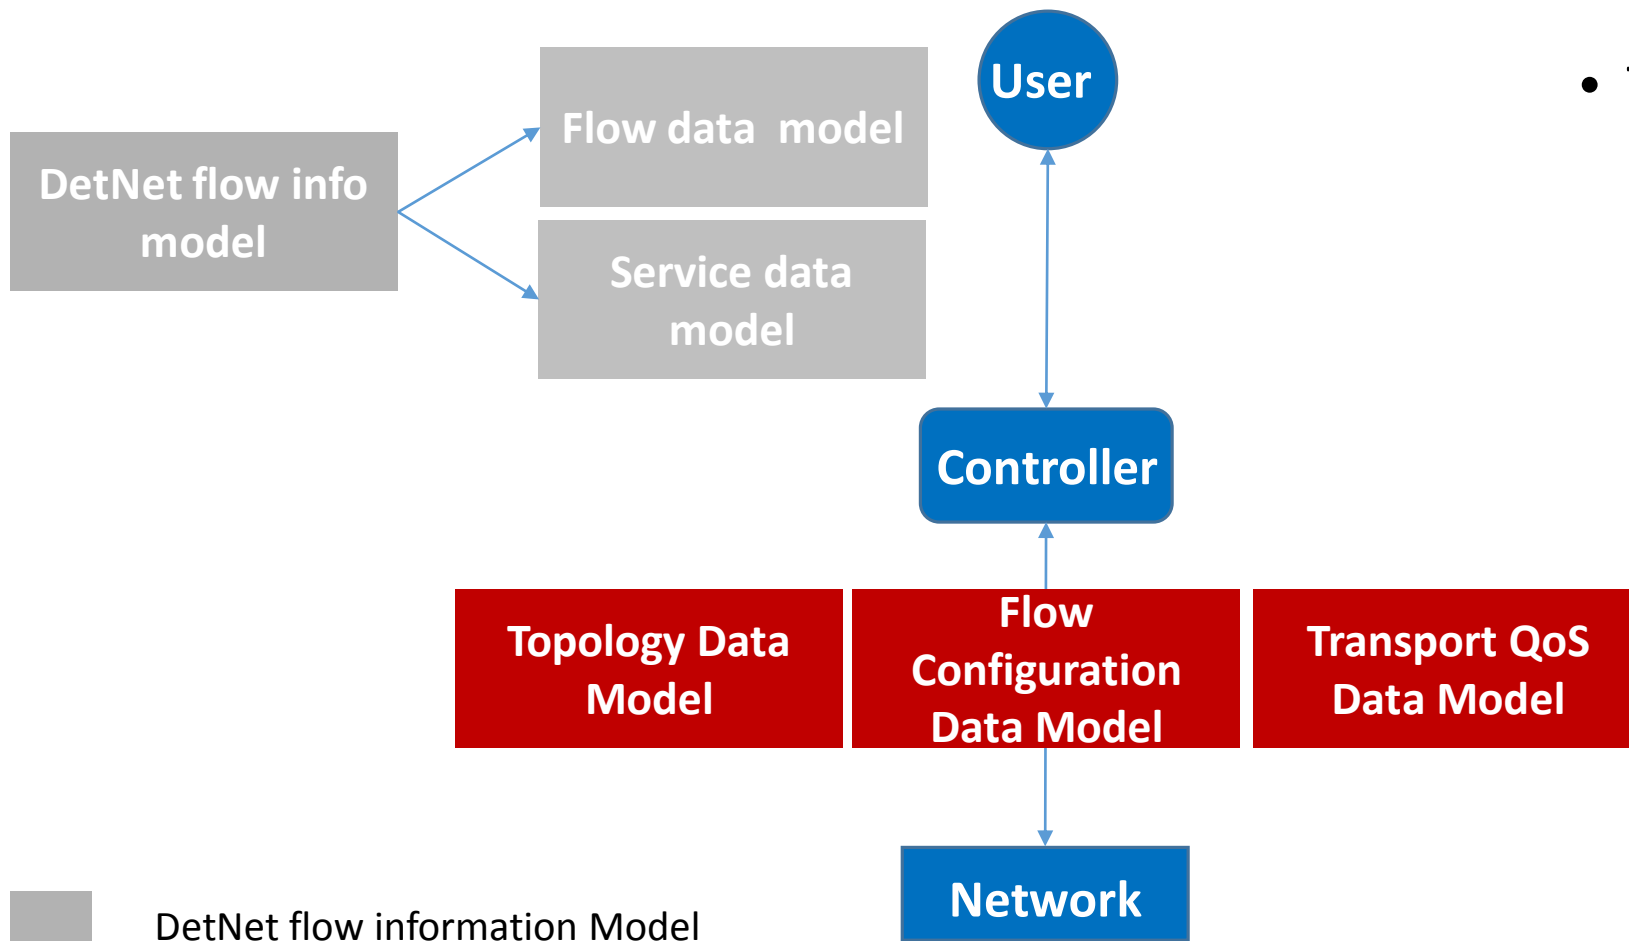 User
Flow data  model
DetNet flow info
model
Service data
model
Controller
Topology Data
Model
Flow
Configuration
Data Model
Transport QoS
Data Model
Network
DetNet flow information Model